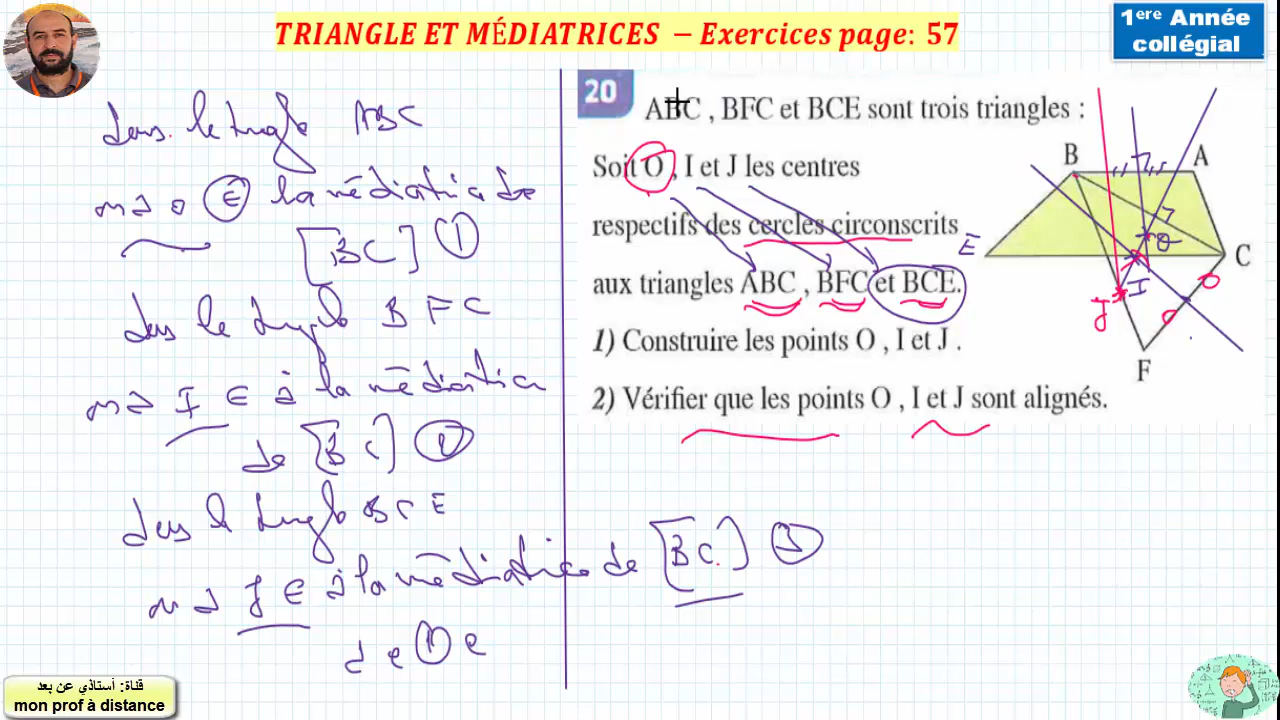 TRIANGLE ET MÉDIATRICES – Exercices page: 57
1ere Année
collégial
dans le triangle ABC
on a O ∈ la médiatrice de
[BC] 1
dans le triangle BFC
on a I ∈ à la médiatrice
de [BC] 2
dans le triangle BCE
on a J ∈ à la médiatrice de [BC] 3
de 1 e
20
ABC , BFC et BCE sont trois triangles :
Soit O , I et J les centres
respectifs des cercles circonscrits
aux triangles ABC , BFC et BCE.
1) Construire les points O , I et J .
2) Vérifier que les points O , I et J sont alignés.
B
A
E
C
O
I
J
F
قناة: أستاذي عن بعد
mon prof à distance